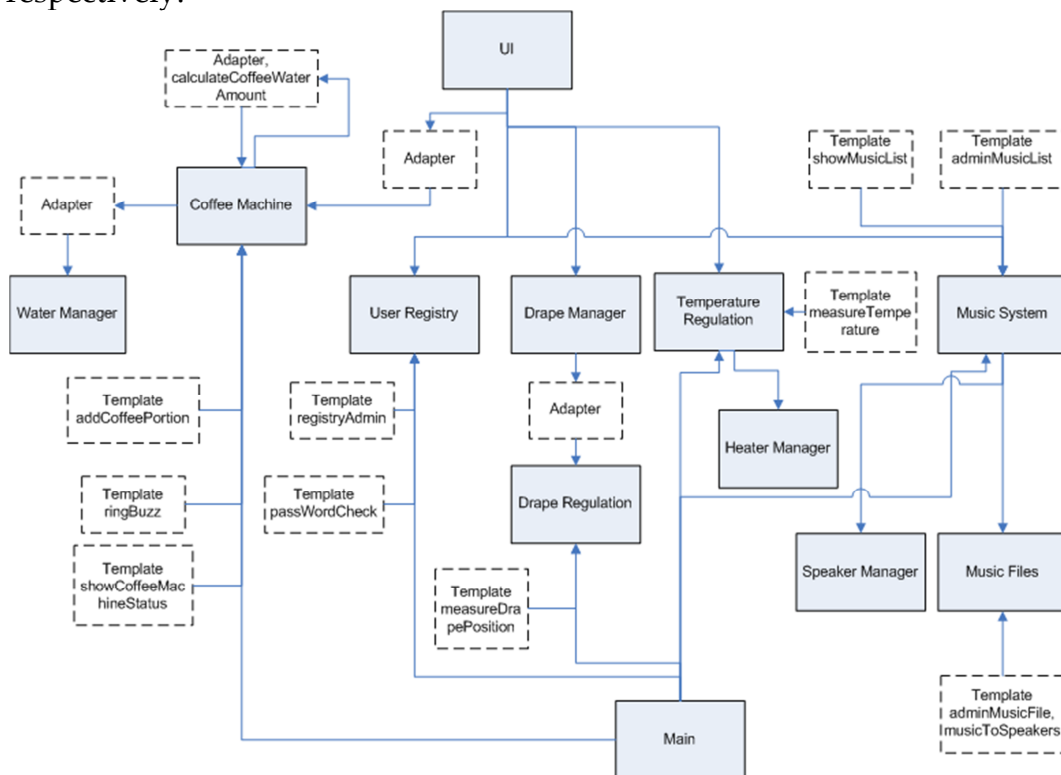 respectively.
UI
Adapter,
calculateCoffeeWater
Amount
Adapter
Template
showMusicList
Template
adminMusicList
Adapter
Coffee Machine
Water Manager
User Registry
Drape Manager
Temperature
Regulation
Template
measureTempe
rature
Music System
Template
addCoffeePortion
Template
registryAdmin
Adapter
Heater Manager
Template
ringBuzz
Template
passWordCheck
Drape Regulation
Template
showCoffeeMac
hineStatus
Speaker Manager
Music Files
Template
measureDra
pePosition
Main
Template
adminMusicFile,
musicToSpeakers